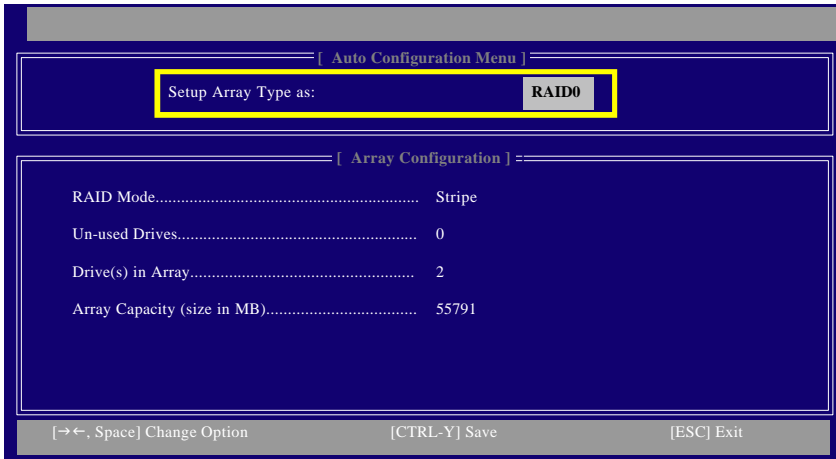 [ Auto Configuration Menu ]
Setup Array Type as: RAID0
[ Array Configuration ]
RAID Mode............................................................. Stripe
Un-used Drives....................................................... 0
Drive(s) in Array.................................................... 2
Array Capacity (size in MB)................................... 55791
[→←, Space] Change Option [CTRL-Y] Save [ESC] Exit